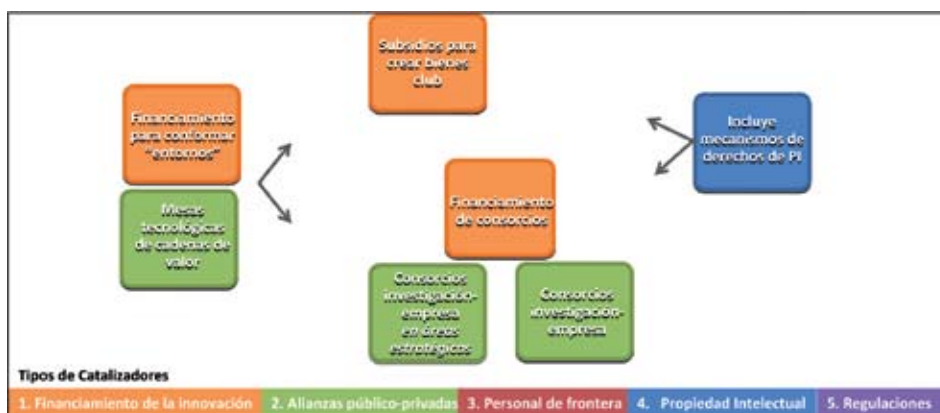 Subsidios para
crear bienes
club
Financiamiento
para conformar
"entornos"
Mesas
tecnológicas
de cadenas de
valor
Incluye
mecanismos de
derechos de PI
Financiamiento
de consorcios
Consorcios
investigación-
empresa
en áreas
estratégicos
Consorcios
investigación-
empresa
Tipos de Catalizadores
1. Financiamiento de la innovación
2. Alianzas público-privadas
3. Personal de frontera
4. Propiedad Intelectual
5. Regulaciones